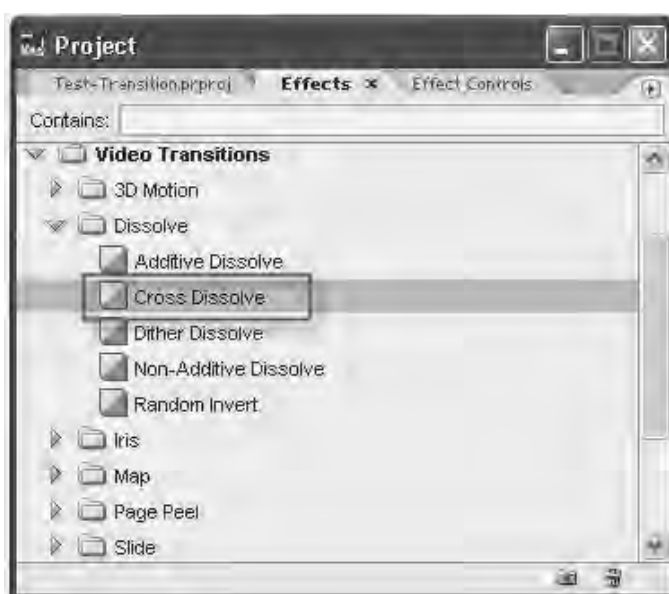 Project
Test-Transition.prproj Effects × Effect Controls
Contains:
Video Transitions
3D Motion
Dissolve
Additive Dissolve
Cross Dissolve
Dither Dissolve
Non-Additive Dissolve
Random Invert
Iris
Map
Page Peel
Slide